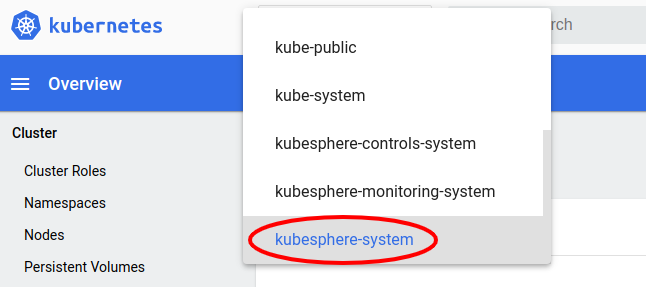 kubernetes
Overview
Cluster
Cluster Roles
Namespaces
Nodes
Persistent Volumes
kube-public
kube-system
kubesphere-controls-system
kubesphere-monitoring-system
kubesphere-system
rch